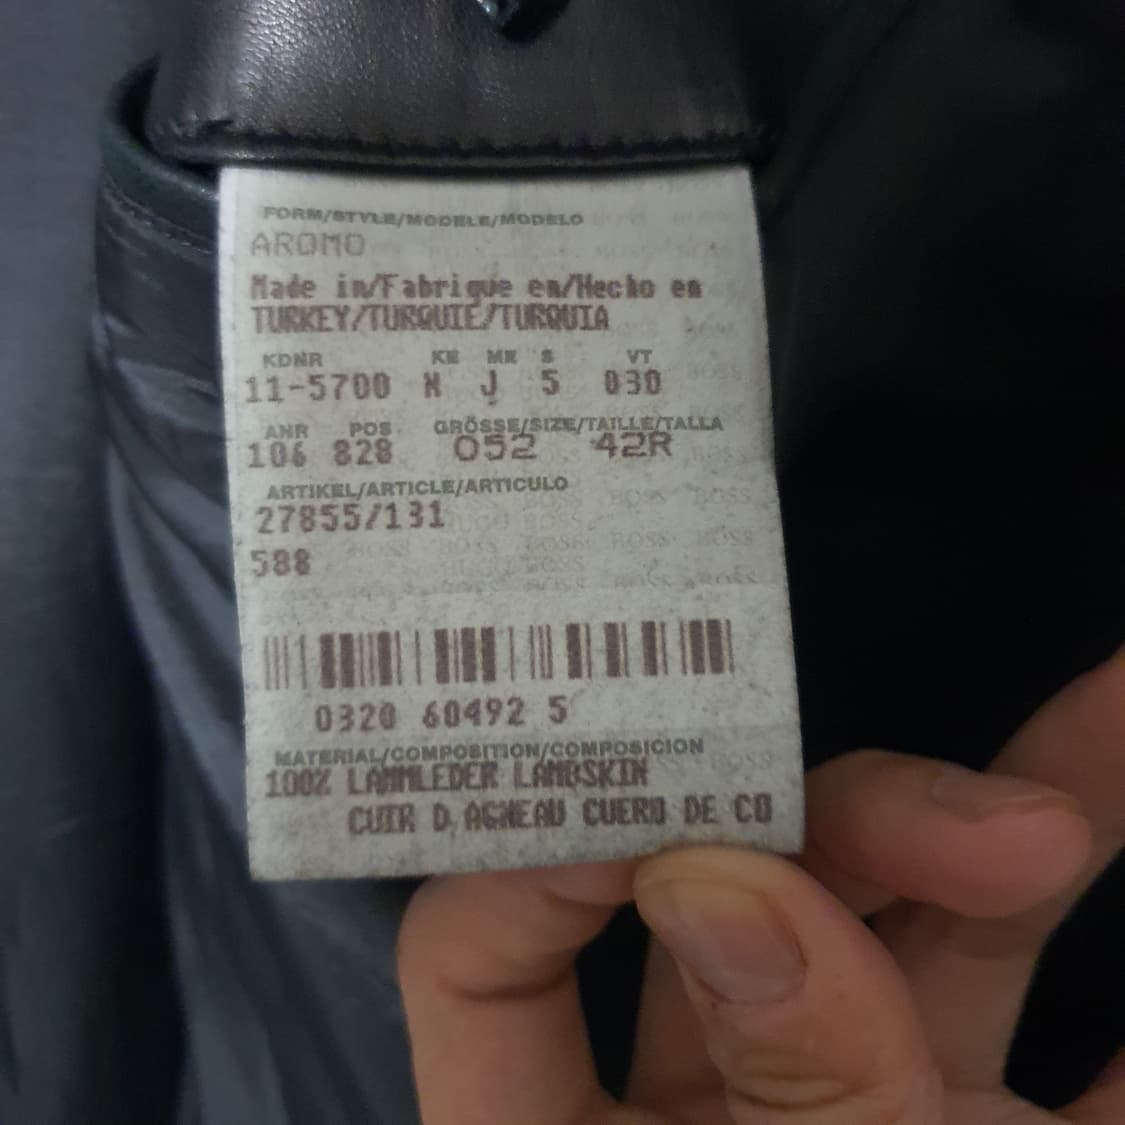 FORM/STYLE/MODELE/MODELO
AROMO
Made in/Fabrique en/Hecho en
TURKEY/TURQUIE/TURQUIA
KDNR KE ME S VT
11-5700 N J 5 030
ANR POS GRÖSSE/SIZE/TAILLE/TALLA
106 828 052 42R
ARTIKEL/ARTICLE/ARTICULO
27855/131
588
0320 60492 5
MATERIAL/COMPOSITION/COMPOSICION
100% LAMMLEDER LAMBSKIN
CUIR D,AGNEAU CUERO DE CO